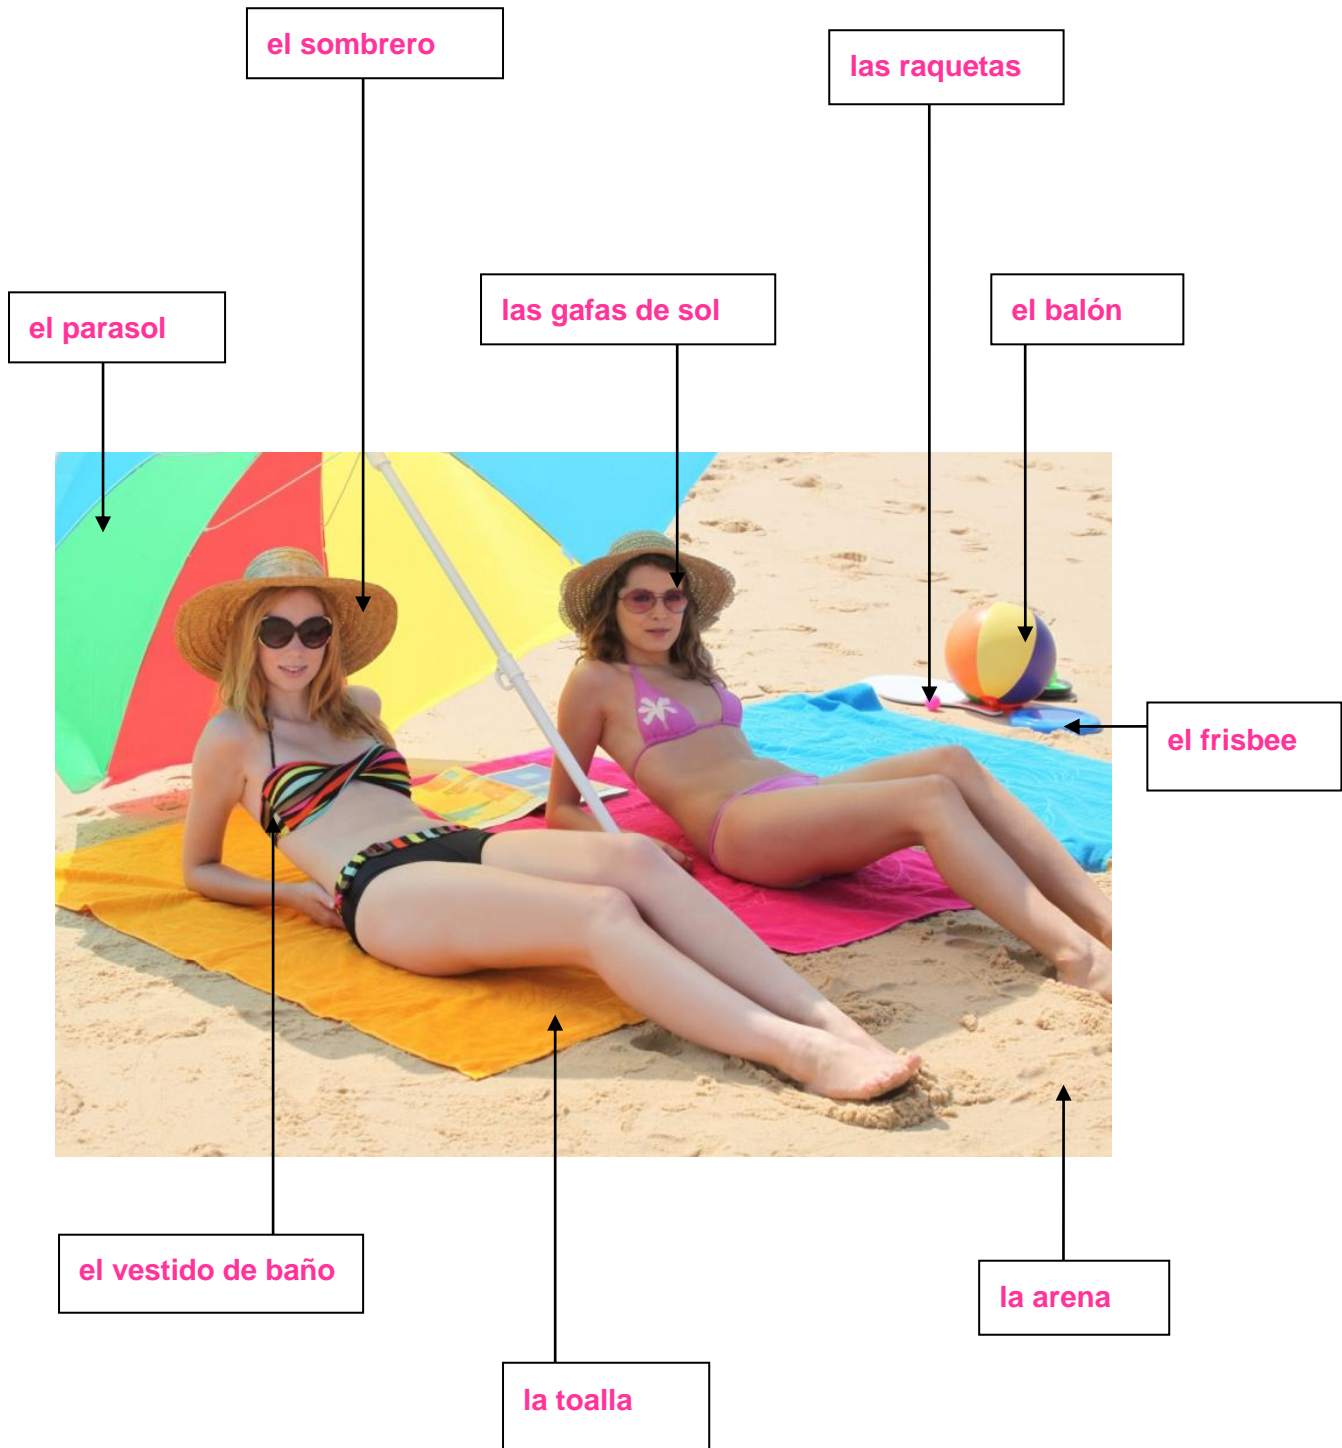 el sombrero
las raquetas
el parasol
las gafas de sol
el balón
el frisbee
el vestido de baño
la arena
la toalla